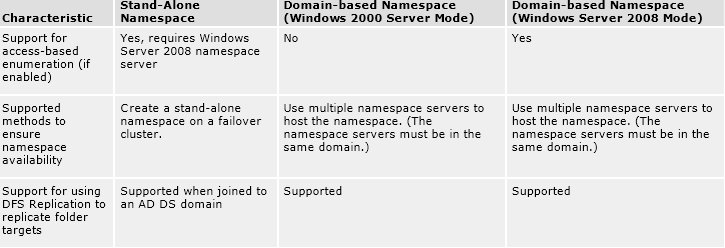 Characteristic
Stand-Alone
Namespace
Domain-based Namespace
(Windows 2000 Server Mode)
Domain-based Namespace
(Windows Server 2008 Mode)
Support for
access-based
enumeration (if
enabled)
Yes, requires Windows
Server 2008 namespace
server
No
Yes
Supported
methods to
ensure
namespace
availability
Create a stand-alone
namespace on a failover
cluster.
Use multiple namespace servers to
host the namespace. (The
namespace servers must be in the
same domain.)
Use multiple namespace servers to
host the namespace. (The
namespace servers must be in the
same domain.)
Support for using
DFS Replication to
replicate folder
targets
Supported when joined to
an AD DS domain
Supported
Supported